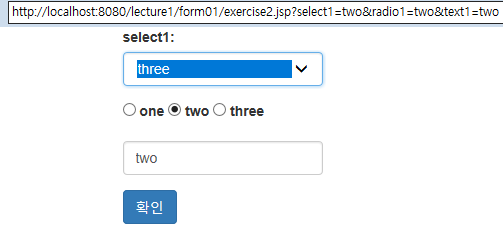 http://localhost:8080/lecture1/form01/exercise2.jsp?select1=two&radio1=two&text1=two
select1:
three
one two three
two
확인